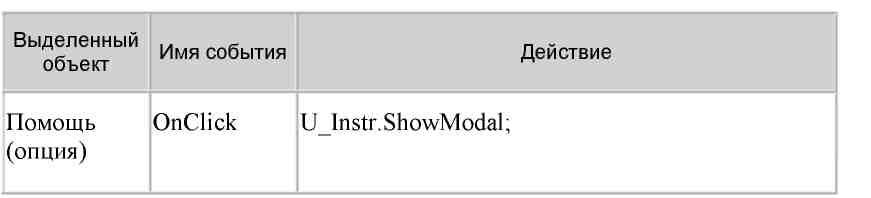 Выделенный
объект
Имя события
Действие
Помощь
(опция)
OnClick
U_Instr.ShowModal;